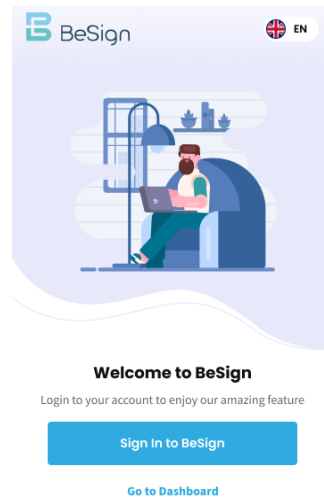 BeSign
EN
Welcome to BeSign
Login to your account to enjoy our amazing feature
Sign In to BeSign
Go to Dashboard